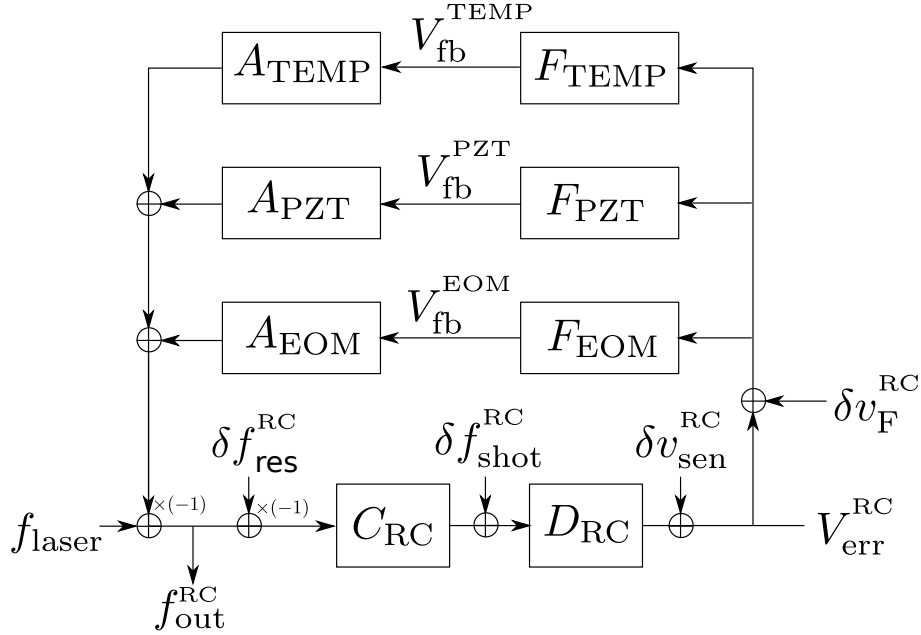 A_TEMP V_fb^TEMP F_TEMP
A_PZT V_fb^PZT F_PZT
A_EOM V_fb^EOM F_EOM
δv_F^RC
δf_res^RC δf_shot^RC δv_sen^RC
×(−1) ×(−1)
f_laser C_RC D_RC V_err^RC
f_out^RC